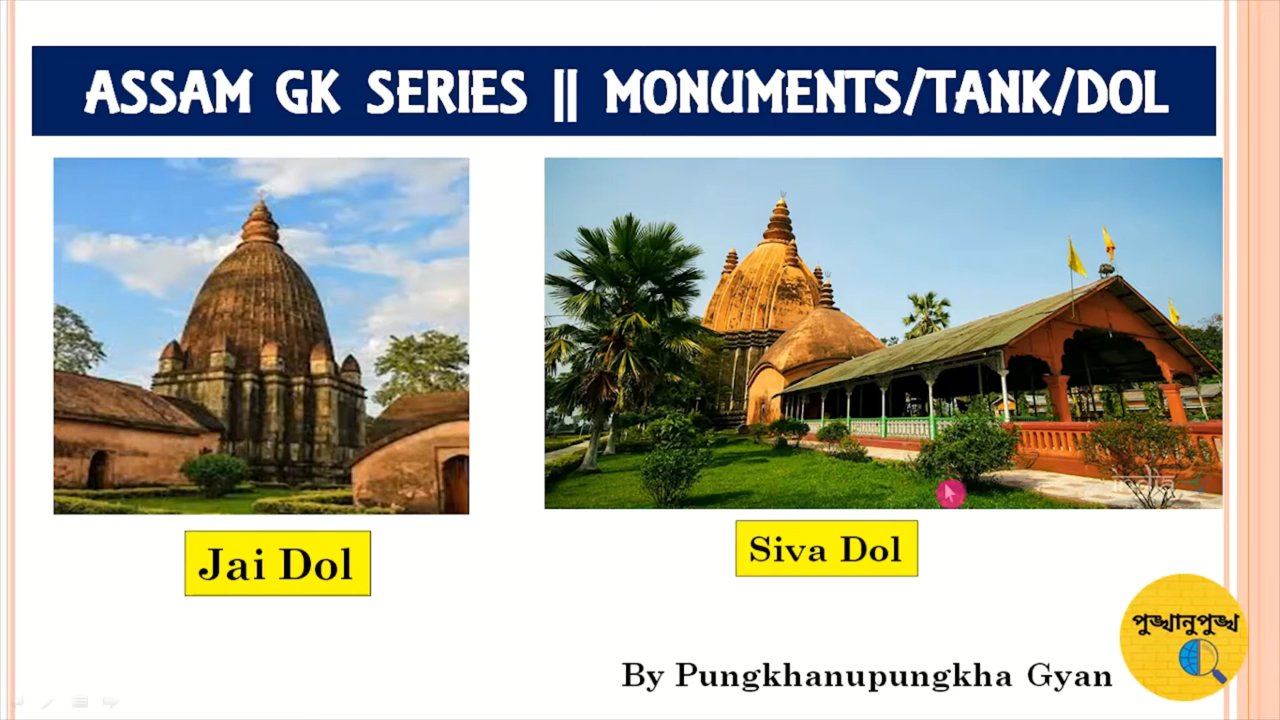 ASSAM GK SERIES || MONUMENTS/TANK/DOL
Jai Dol
Siva Dol
By Pungkhanupungkha Gyan
পুঙ্খানুপুঙ্খ